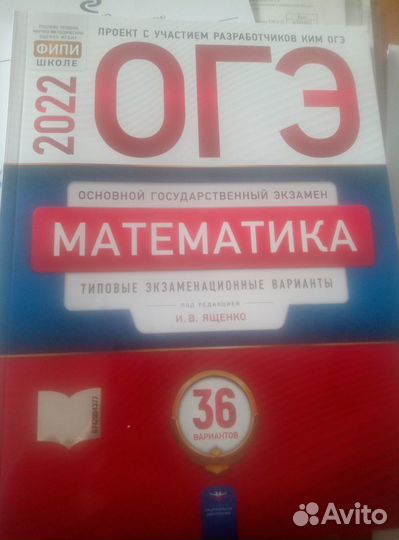 ПРОЕКТ С УЧАСТИЕМ РАЗРАБОТЧИКОВ КИМ ОГЭ
ФИПИ
ШКОЛЕ
2022
ОГЭ
ОСНОВНОЙ ГОСУДАРСТВЕННЫЙ ЭКЗАМЕН
МАТЕМАТИКА
ТИПОВЫЕ ЭКЗАМЕНАЦИОННЫЕ ВАРИАНТЫ
ПОД РЕДАКЦИЕЙ
И. В. ЯЩЕНКО
36
ВАРИАНТОВ
Avito